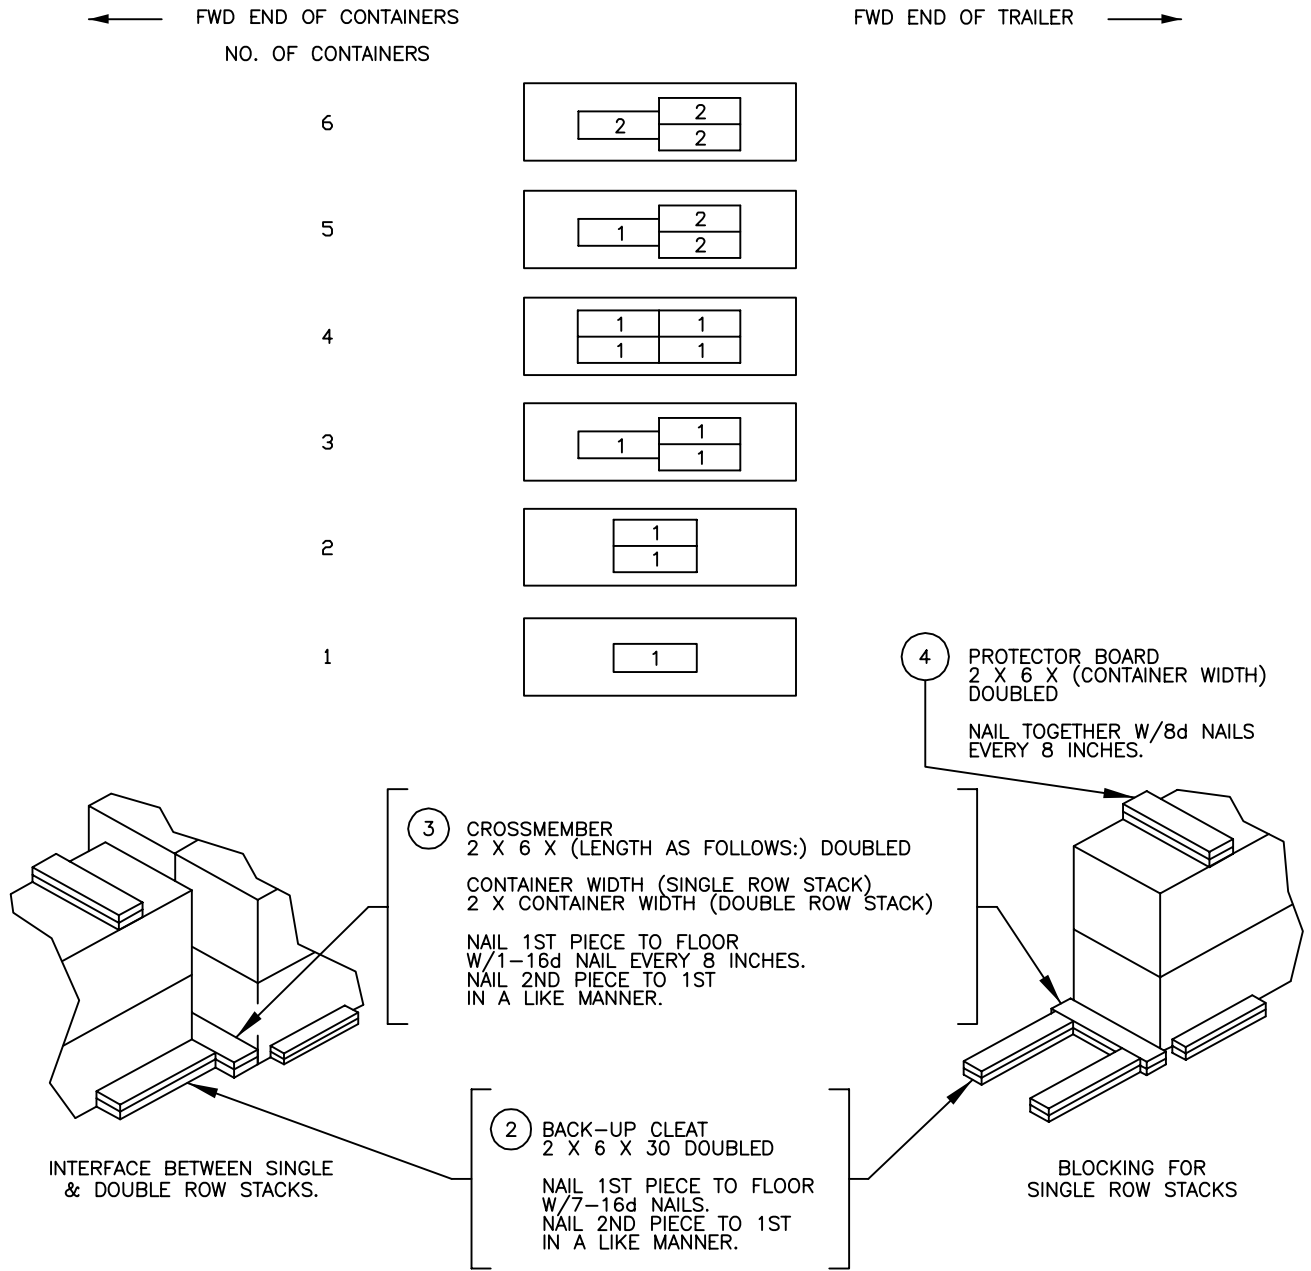 FWD END OF CONTAINERS
FWD END OF TRAILER
NO. OF CONTAINERS
6
2
2
2
5
1
2
2
4
1 1
1 1
3
1
1
1
2
1
1
1
1
4
PROTECTOR BOARD
2 X 6 X (CONTAINER WIDTH)
DOUBLED
NAIL TOGETHER W/8d NAILS
EVERY 8 INCHES.
3
CROSSMEMBER
2 X 6 X (LENGTH AS FOLLOWS:) DOUBLED
CONTAINER WIDTH (SINGLE ROW STACK)
2 X CONTAINER WIDTH (DOUBLE ROW STACK)
NAIL 1ST PIECE TO FLOOR
W/1-16d NAIL EVERY 8 INCHES.
NAIL 2ND PIECE TO 1ST
IN A LIKE MANNER.
2
BACK-UP CLEAT
2 X 6 X 30 DOUBLED
NAIL 1ST PIECE TO FLOOR
W/7-16d NAILS.
NAIL 2ND PIECE TO 1ST
IN A LIKE MANNER.
INTERFACE BETWEEN SINGLE
& DOUBLE ROW STACKS.
BLOCKING FOR
SINGLE ROW STACKS